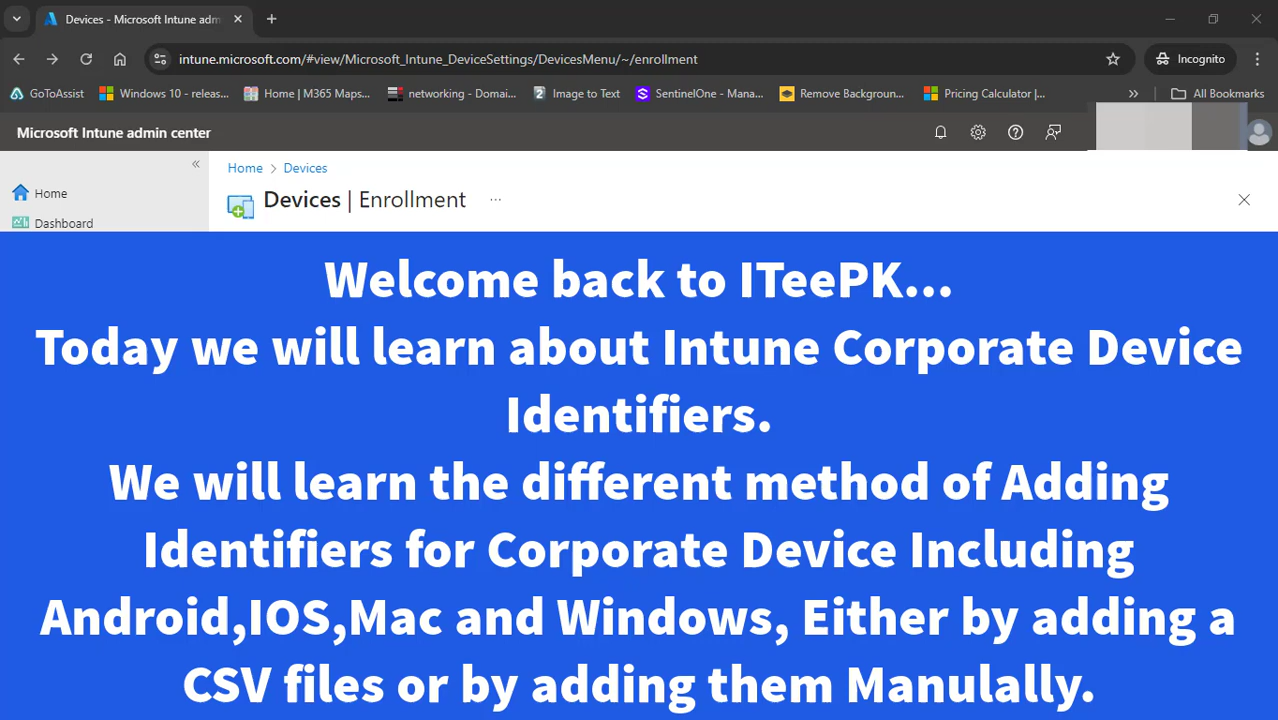 Devices - Microsoft Intune adm
intune.microsoft.com/#view/Microsoft_Intune_DeviceSettings/DevicesMenu/~/enrollment
Incognito
GoToAssist
Windows 10 - releas...
Home | M365 Maps...
networking - Domai...
Image to Text
SentinelOne - Mana...
Remove Backgroun...
Pricing Calculator |...
All Bookmarks
Microsoft Intune admin center
Home > Devices
Devices | Enrollment ...
Home
Dashboard
Welcome back to ITeePK...
Today we will learn about Intune Corporate Device
Identifiers.
We will learn the different method of Adding
Identifiers for Corporate Device Including
Android,IOS,Mac and Windows, Either by adding a
CSV files or by adding them Manulally.